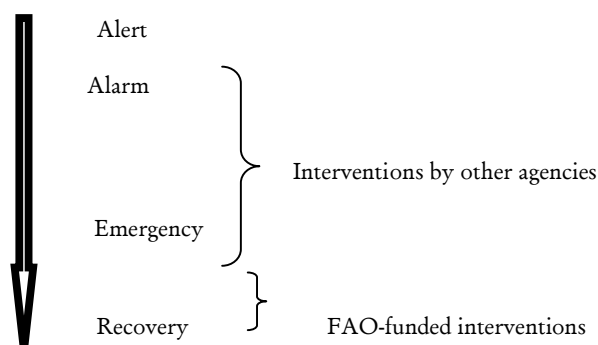 Alert
Alarm
Interventions by other agencies
Emergency
Recovery
FAO-funded interventions